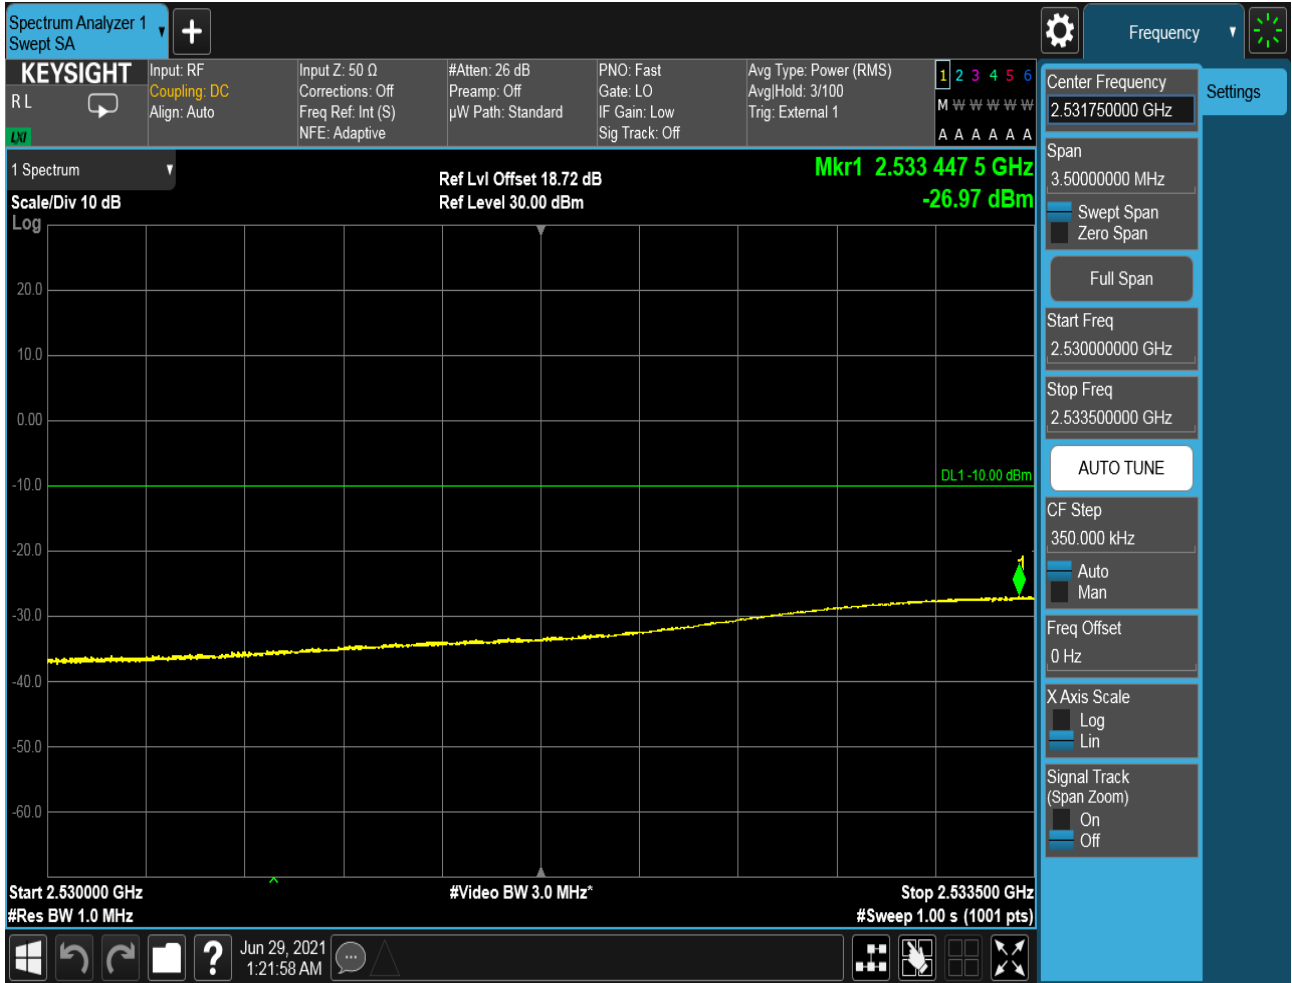 Spectrum Analyzer 1
Swept SA
+
Frequency
KEYSIGHT
R L
LXI
Input: RF
Coupling: DC
Align: Auto
Input Z: 50 Ω
Corrections: Off
Freq Ref: Int (S)
NFE: Adaptive
#Atten: 26 dB
Preamp: Off
µW Path: Standard
PNO: Fast
Gate: LO
IF Gain: Low
Sig Track: Off
Avg Type: Power (RMS)
Avg|Hold: 3/100
Trig: External 1
1 2 3 4 5 6
M W W W W W
A A A A A A
1 Spectrum
Scale/Div 10 dB
Log
Ref Lvl Offset 18.72 dB
Ref Level 30.00 dBm
Mkr1 2.533 447 5 GHz
-26.97 dBm
20.0
10.0
0.00
-10.0
-20.0
-30.0
-40.0
-50.0
-60.0
DL1 -10.00 dBm
1
Start 2.530000 GHz
#Res BW 1.0 MHz
#Video BW 3.0 MHz*
Stop 2.533500 GHz
#Sweep 1.00 s (1001 pts)
?
Jun 29, 2021
1:21:58 AM
Center Frequency
2.531750000 GHz
Span
3.50000000 MHz
Swept Span
Zero Span
Full Span
Start Freq
2.530000000 GHz
Stop Freq
2.533500000 GHz
AUTO TUNE
CF Step
350.000 kHz
Auto
Man
Freq Offset
0 Hz
X Axis Scale
Log
Lin
Signal Track
(Span Zoom)
On
Off
Settings